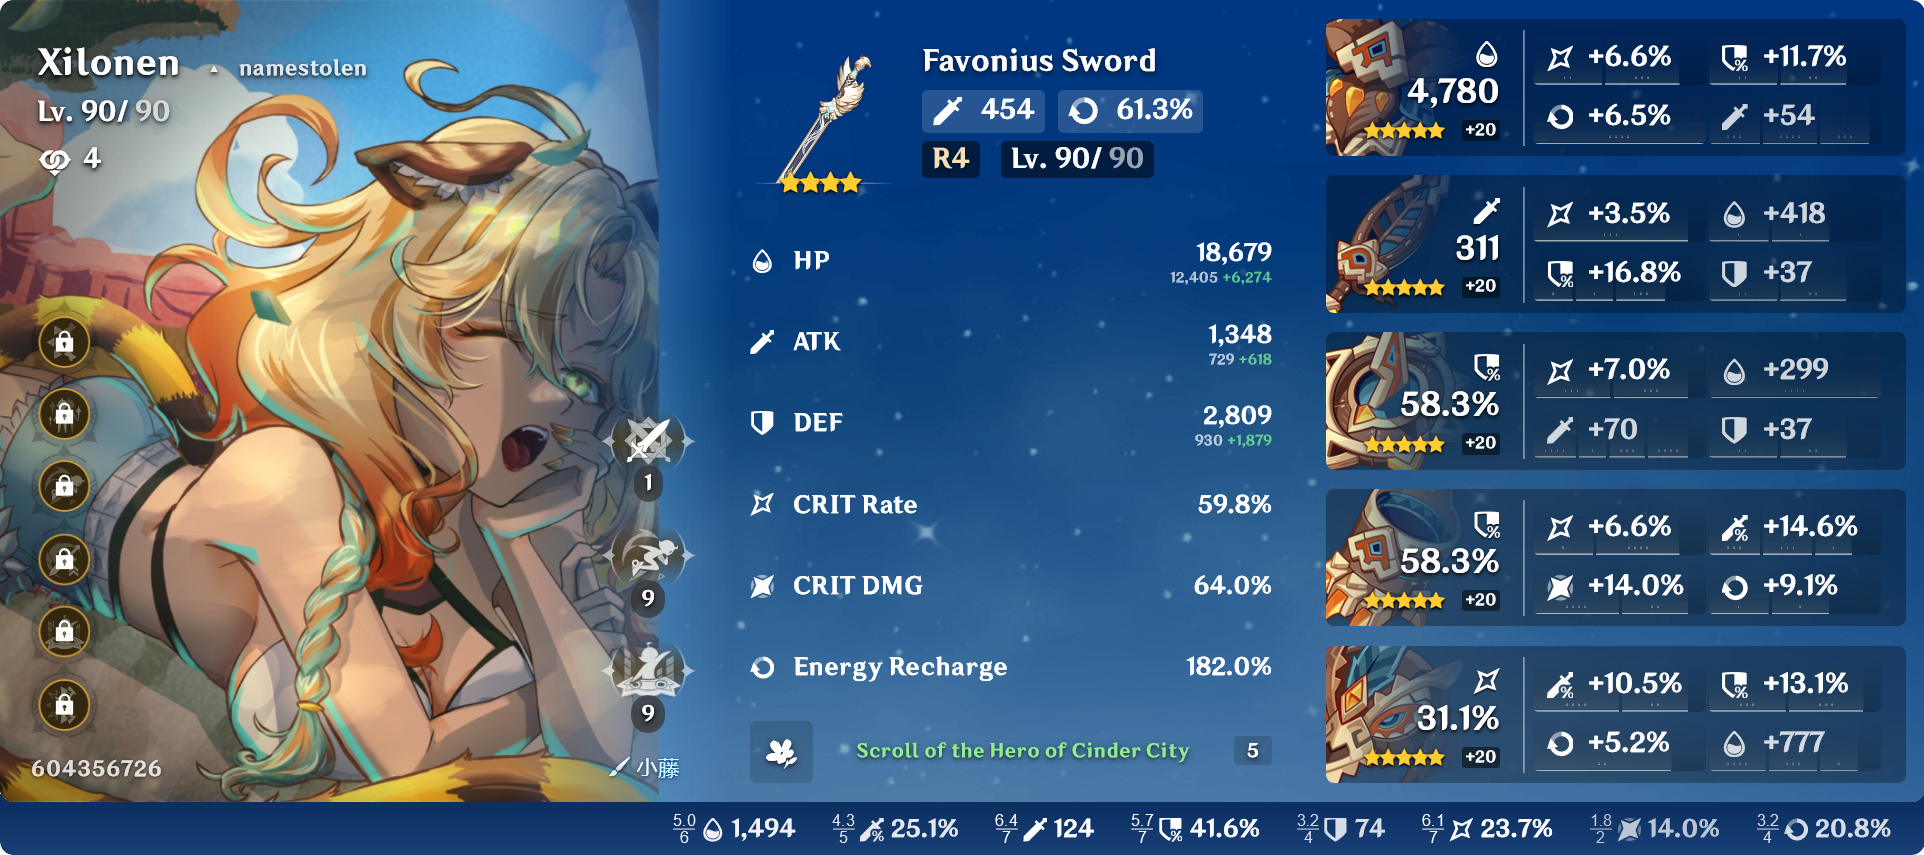 Xilonen namestolen
Lv. 90/ 90
4
1
9
9
604356726
小藤
Favonius Sword
454 61.3%
R4 Lv. 90/ 90
HP 18,679
12,405 +6,274
ATK 1,348
729 +618
DEF 2,809
930 +1,879
CRIT Rate 59.8%
CRIT DMG 64.0%
Energy Recharge 182.0%
Scroll of the Hero of Cinder City 5
4,780
+20
+6.6% +11.7%
+6.5% +54
311
+20
+3.5% +418
+16.8% +37
58.3%
+20
+7.0% +299
+70 +37
58.3%
+20
+6.6% +14.6%
+14.0% +9.1%
31.1%
+20
+10.5% +13.1%
+5.2% +777
5.0/6 1,494 4.3/5 25.1% 6.4/7 124 5.7/7 41.6% 3.2/4 74 6.1/7 23.7% 1.8/2 14.0% 3.2/4 20.8%